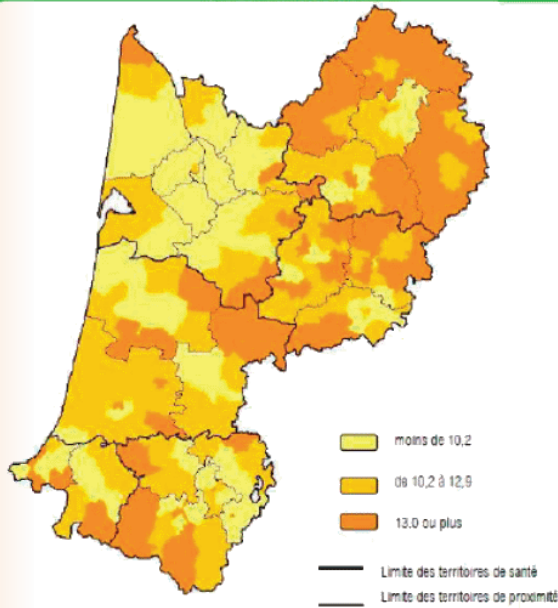 moins de 10,2
de 10,2 à 12,9
13.0 ou plus
Limite des territoires de santé
Limite des territoires de proximité